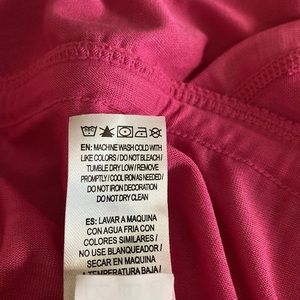 EN: MACHINE WASH COLD WITH
LIKE COLORS / DO NOT BLEACH /
TUMBLE DRY LOW / REMOVE
PROMPTLY / COOL IRON AS NEEDED /
DO NOT IRON DECORATION
DO NOT DRY CLEAN
ES: LAVAR A MAQUINA
CON AGUA FRIA CON
COLORES SIMILARES /
NO USE BLANQUEADOR /
SECAR EN MAQUINA
A TEMPERATURA BAJA /